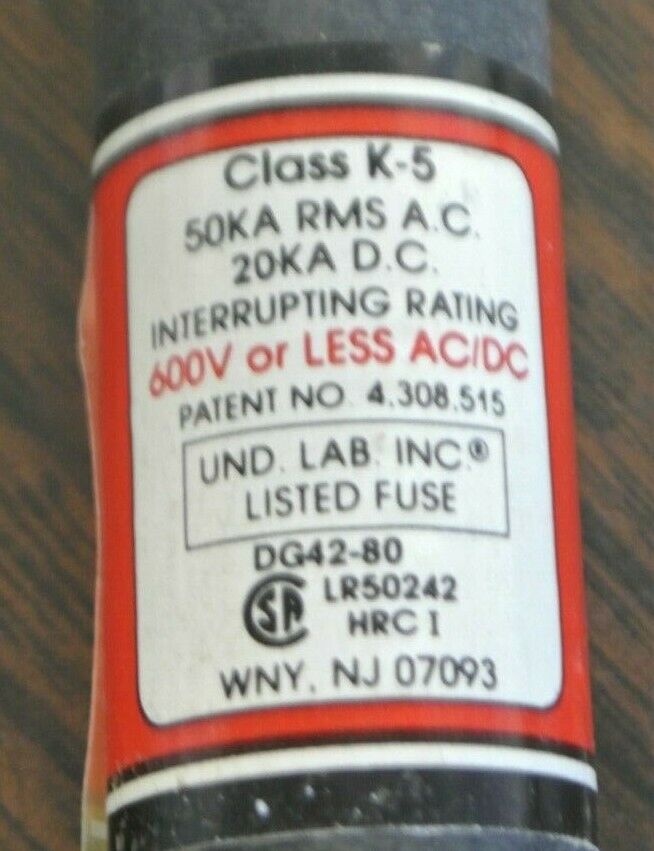 Class K-5
50KA RMS A.C.
20KA D.C.
INTERRUPTING RATING
600V or LESS AC/DC
PATENT NO. 4.308.515
UND. LAB. INC.®
LISTED FUSE
DG42-80
SA LR50242
HRC I
WNY. NJ 07093